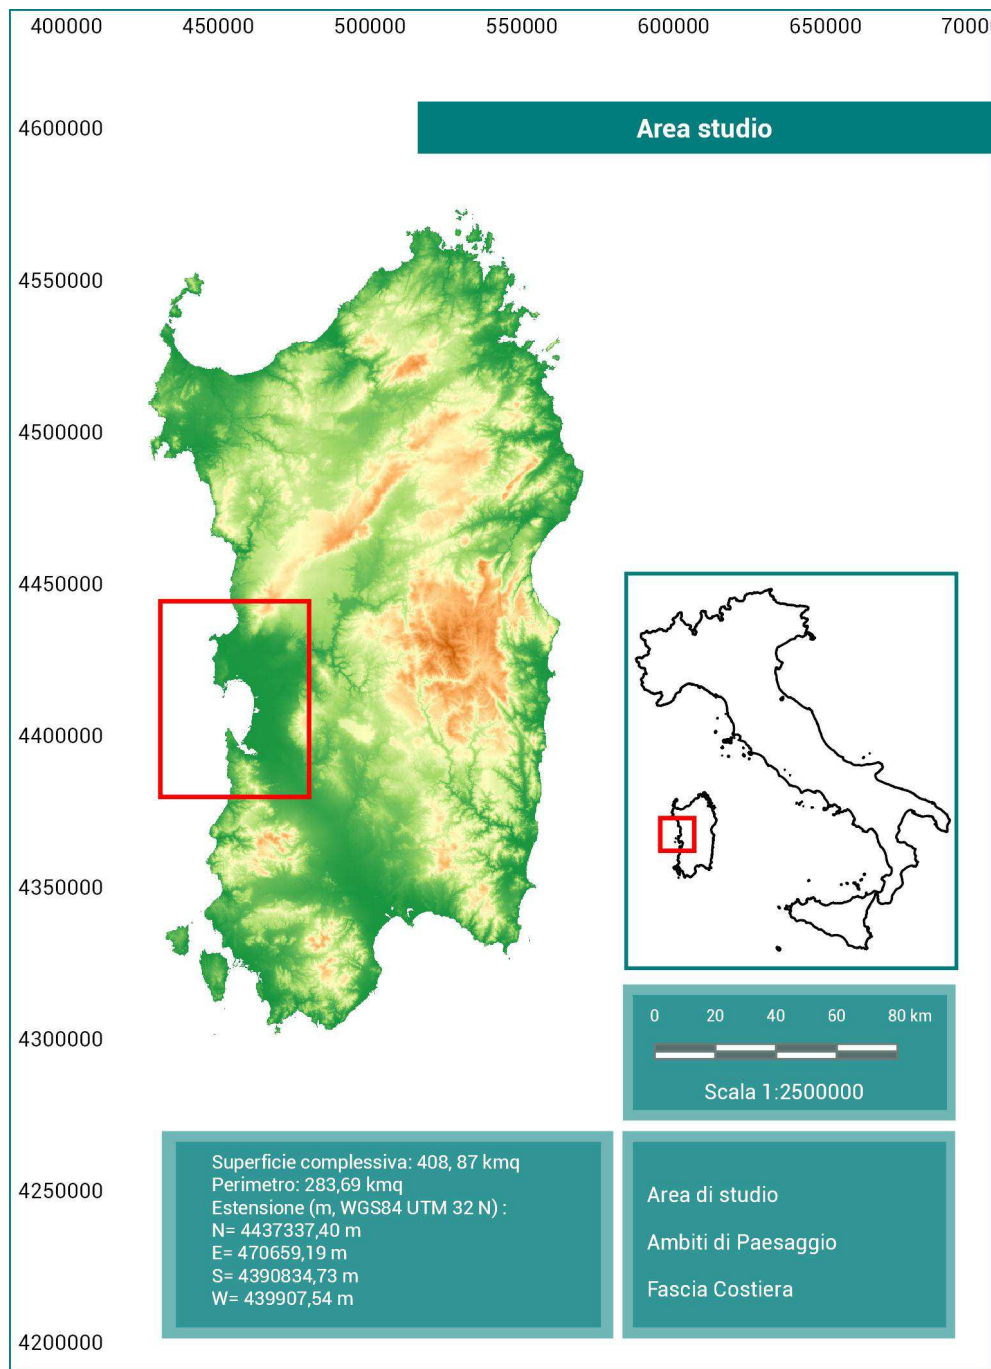 400000 450000 500000 550000 600000 650000 70000
4600000
Area studio
4550000
4500000
4450000
4400000
4350000
4300000
0 20 40 60 80 km
Scala 1:2500000
Superficie complessiva: 408, 87 kmq
Perimetro: 283,69 kmq
Estensione (m, WGS84 UTM 32 N) :
N= 4437337,40 m
E= 470659,19 m
S= 4390834,73 m
W= 439907,54 m
4250000
Area di studio
Ambiti di Paesaggio
Fascia Costiera
4200000